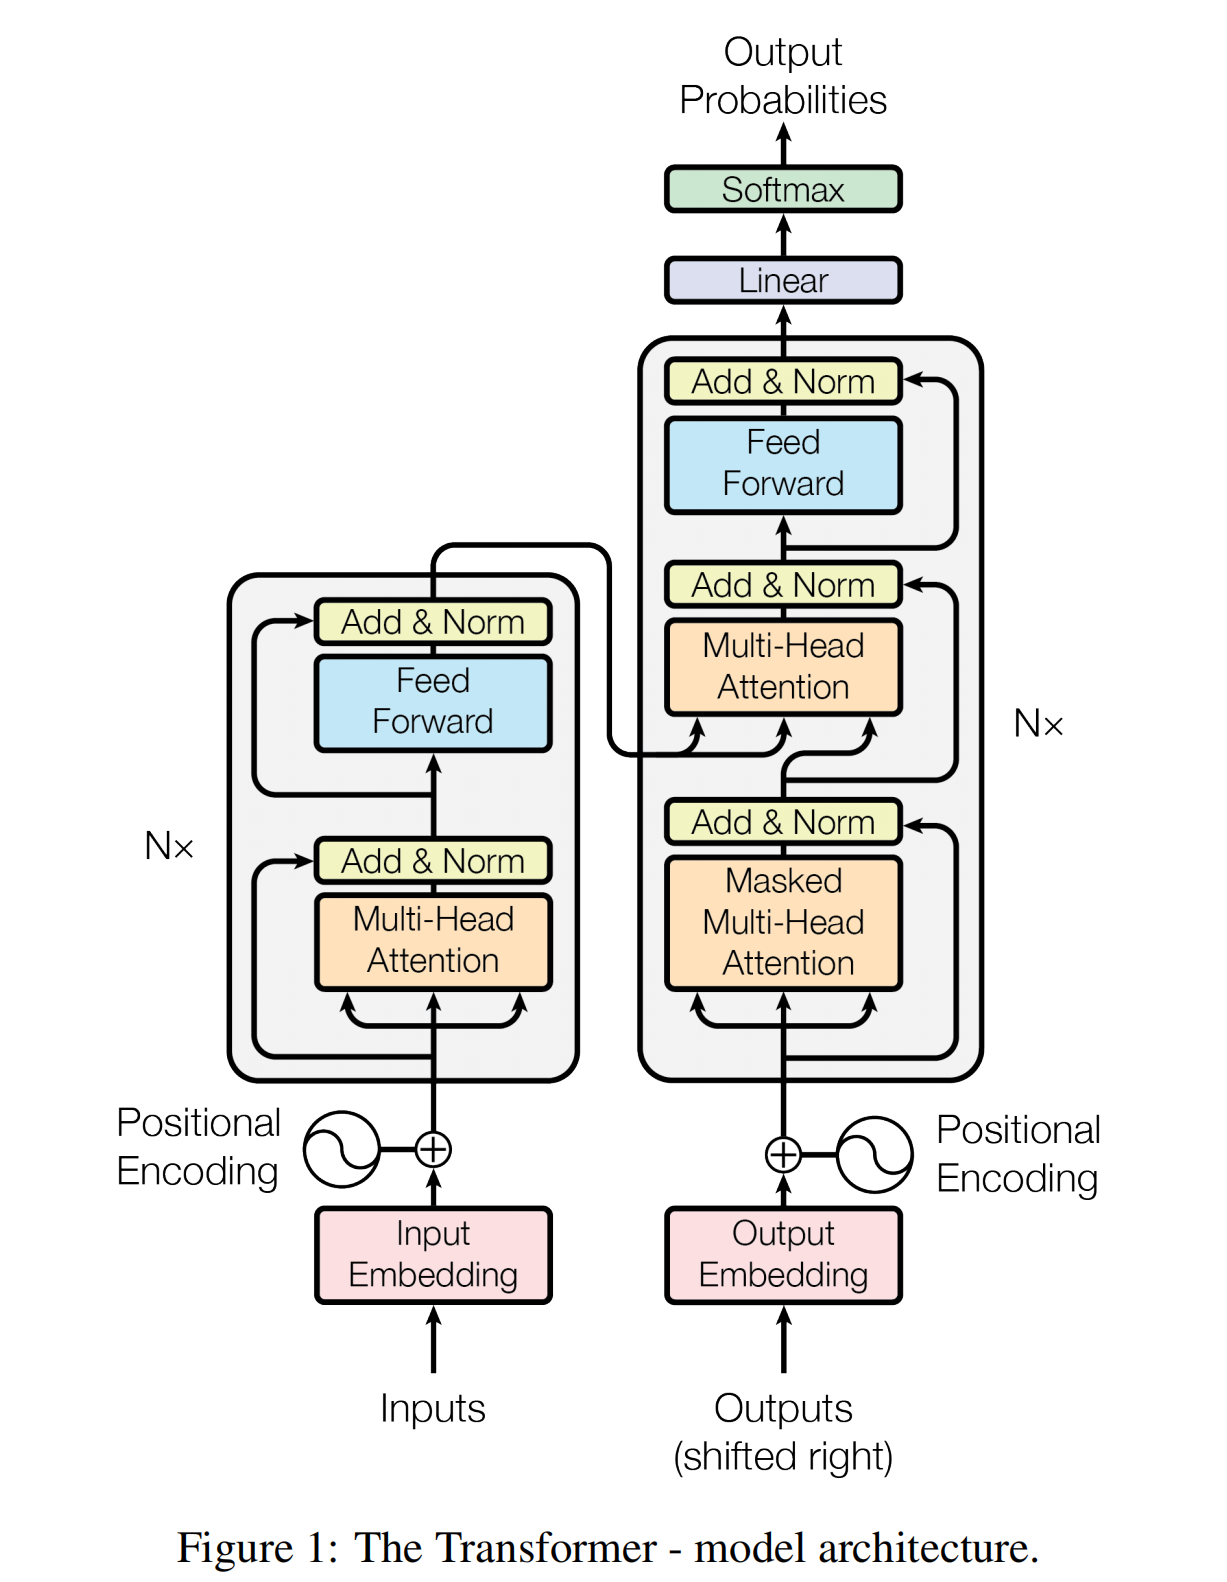 Output
Probabilities
Softmax
Linear
Add & Norm
Feed
Forward
Add & Norm
Multi-Head
Attention
Add & Norm
Masked
Multi-Head
Attention
N×
Add & Norm
Feed
Forward
Add & Norm
Multi-Head
Attention
N×
Positional
Encoding
Positional
Encoding
Input
Embedding
Output
Embedding
Inputs
Outputs
(shifted right)
Figure 1: The Transformer - model architecture.